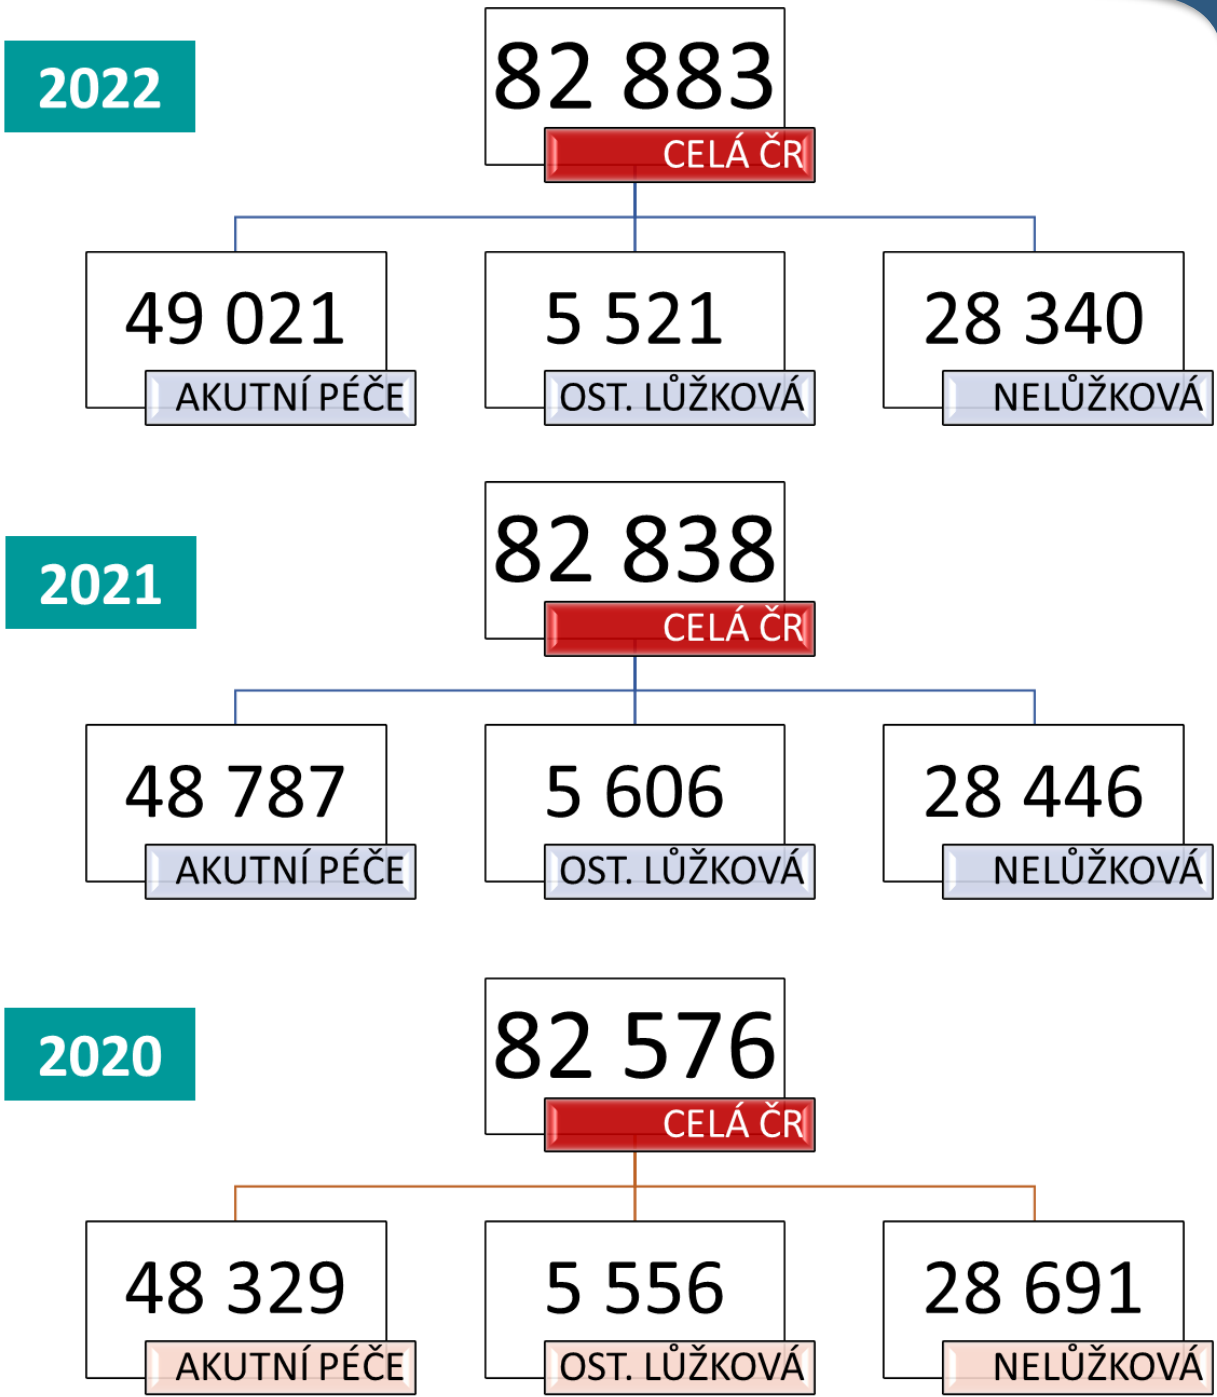 2022
82 883
CELÁ ČR
49 021
AKUTNÍ PÉČE
5 521
OST. LŮŽKOVÁ
28 340
NELŮŽKOVÁ
2021
82 838
CELÁ ČR
48 787
AKUTNÍ PÉČE
5 606
OST. LŮŽKOVÁ
28 446
NELŮŽKOVÁ
2020
82 576
CELÁ ČR
48 329
AKUTNÍ PÉČE
5 556
OST. LŮŽKOVÁ
28 691
NELŮŽKOVÁ